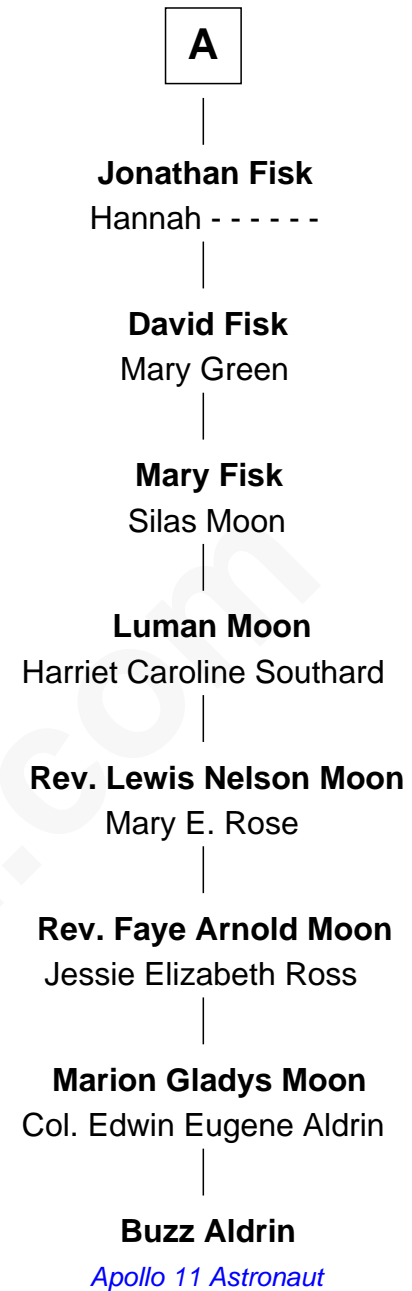 A
Jonathan Fisk
Hannah - - - - - -
David Fisk
Mary Green
Mary Fisk
Silas Moon
Luman Moon
Harriet Caroline Southard
Rev. Lewis Nelson Moon
Mary E. Rose
Rev. Faye Arnold Moon
Jessie Elizabeth Ross
Marion Gladys Moon
Col. Edwin Eugene Aldrin
Buzz Aldrin
Apollo 11 Astronaut